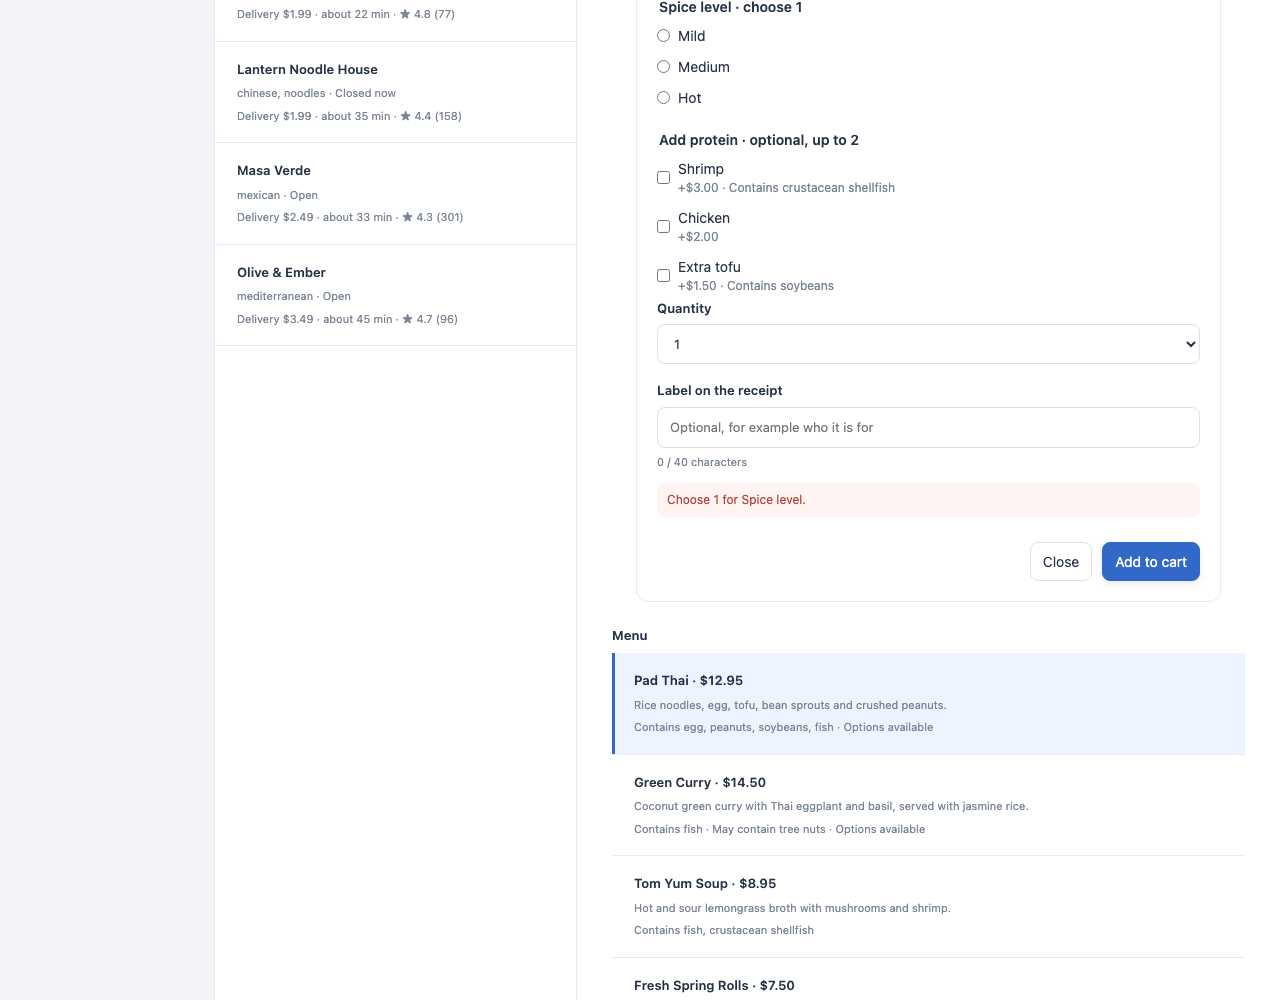 Delivery $1.99 · about 22 min · ★ 4.8 (77)
Lantern Noodle House
chinese, noodles · Closed now
Delivery $1.99 · about 35 min · ★ 4.4 (158)
Masa Verde
mexican · Open
Delivery $2.49 · about 33 min · ★ 4.3 (301)
Olive & Ember
mediterranean · Open
Delivery $3.49 · about 45 min · ★ 4.7 (96)
Spice level · choose 1
Mild
Medium
Hot
Add protein · optional, up to 2
Shrimp
+$3.00 · Contains crustacean shellfish
Chicken
+$2.00
Extra tofu
+$1.50 · Contains soybeans
Quantity
1
Label on the receipt
Optional, for example who it is for
0 / 40 characters
Choose 1 for Spice level.
Close
Add to cart
Menu
Pad Thai · $12.95
Rice noodles, egg, tofu, bean sprouts and crushed peanuts.
Contains egg, peanuts, soybeans, fish · Options available
Green Curry · $14.50
Coconut green curry with Thai eggplant and basil, served with jasmine rice.
Contains fish · May contain tree nuts · Options available
Tom Yum Soup · $8.95
Hot and sour lemongrass broth with mushrooms and shrimp.
Contains fish, crustacean shellfish
Fresh Spring Rolls · $7.50